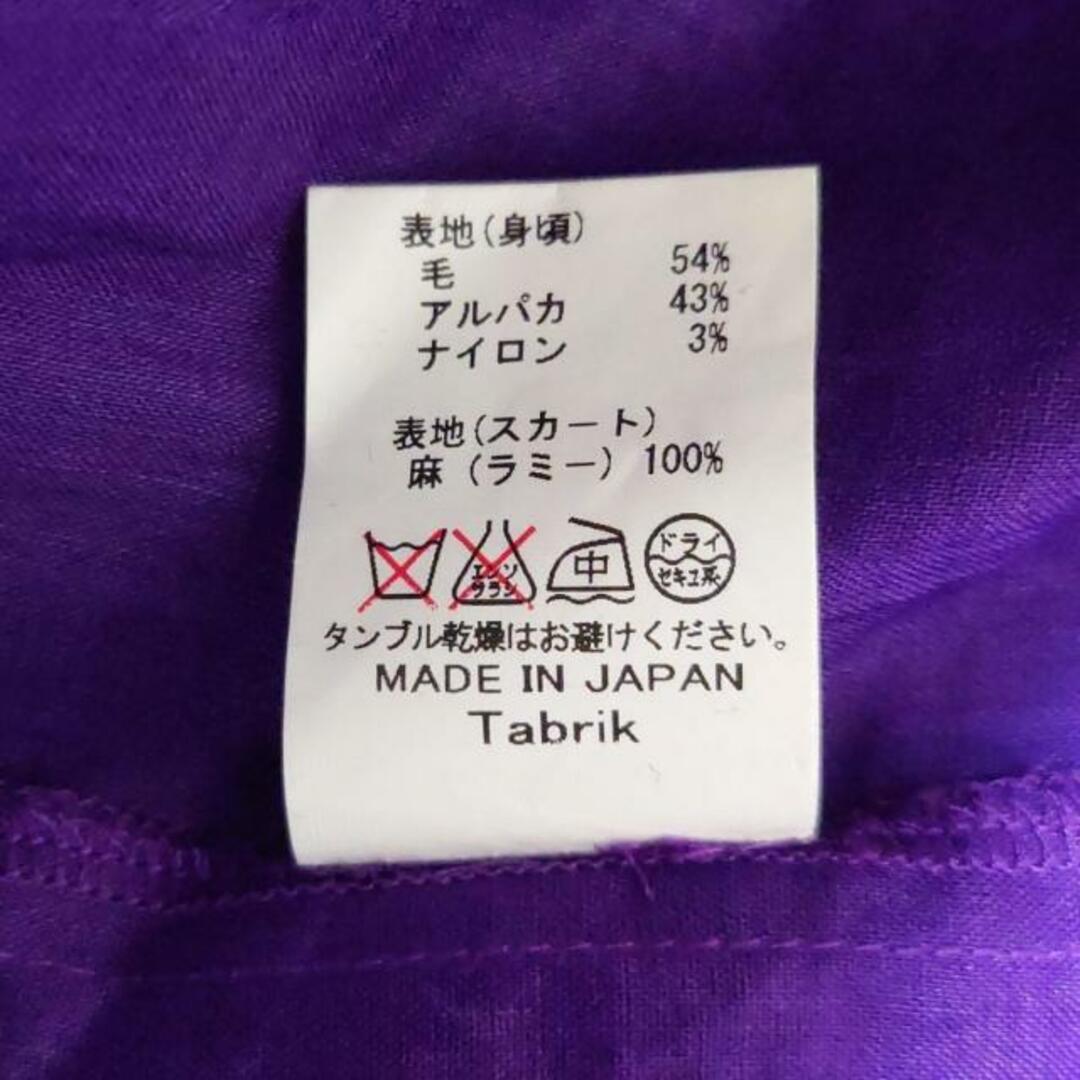 表地(身頃)
毛 54%
アルパカ 43%
ナイロン 3%
表地(スカート)
麻(ラミー) 100%
エンソ
サラシ
中
ドライ
セキユ系
タンブル乾燥はお避けください。
MADE IN JAPAN
Tabrik